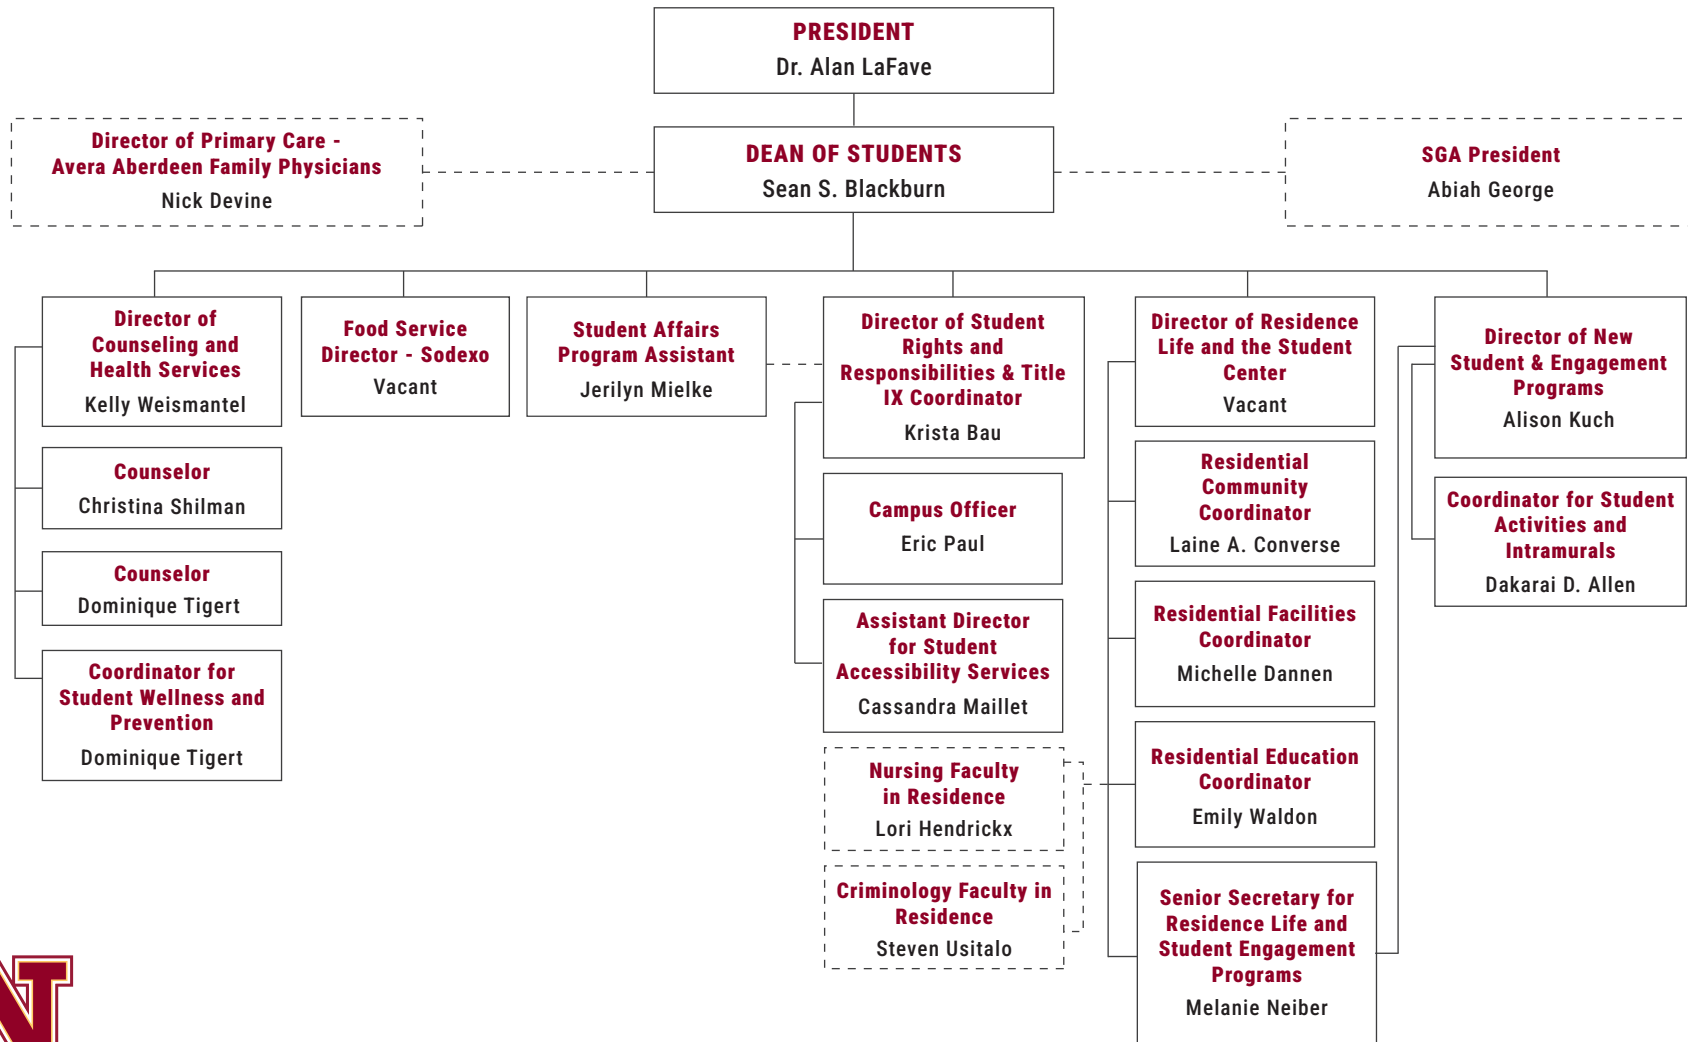 PRESIDENT
Dr. Alan LaFave
Director of Primary Care -
Avera Aberdeen Family Physicians
Nick Devine
DEAN OF STUDENTS
Sean S. Blackburn
SGA President
Abiah George
Director of
Counseling and
Health Services
Kelly Weismantel
Counselor
Christina Shilman
Counselor
Dominique Tigert
Coordinator for
Student Wellness and
Prevention
Dominique Tigert
Food Service
Director - Sodexo
Vacant
Student Affairs
Program Assistant
Jerilyn Mielke
Director of Student
Rights and
Responsibilities & Title
IX Coordinator
Krista Bau
Campus Officer
Eric Paul
Assistant Director
for Student
Accessibility Services
Cassandra Maillet
Nursing Faculty
in Residence
Lori Hendrickx
Criminology Faculty in
Residence
Steven Usitalo
Director of Residence
Life and the Student
Center
Vacant
Residential
Community
Coordinator
Laine A. Converse
Residential Facilities
Coordinator
Michelle Dannen
Residential Education
Coordinator
Emily Waldon
Senior Secretary for
Residence Life and
Student Engagement
Programs
Melanie Neiber
Director of New
Student & Engagement
Programs
Alison Kuch
Coordinator for Student
Activities and
Intramurals
Dakarai D. Allen
N